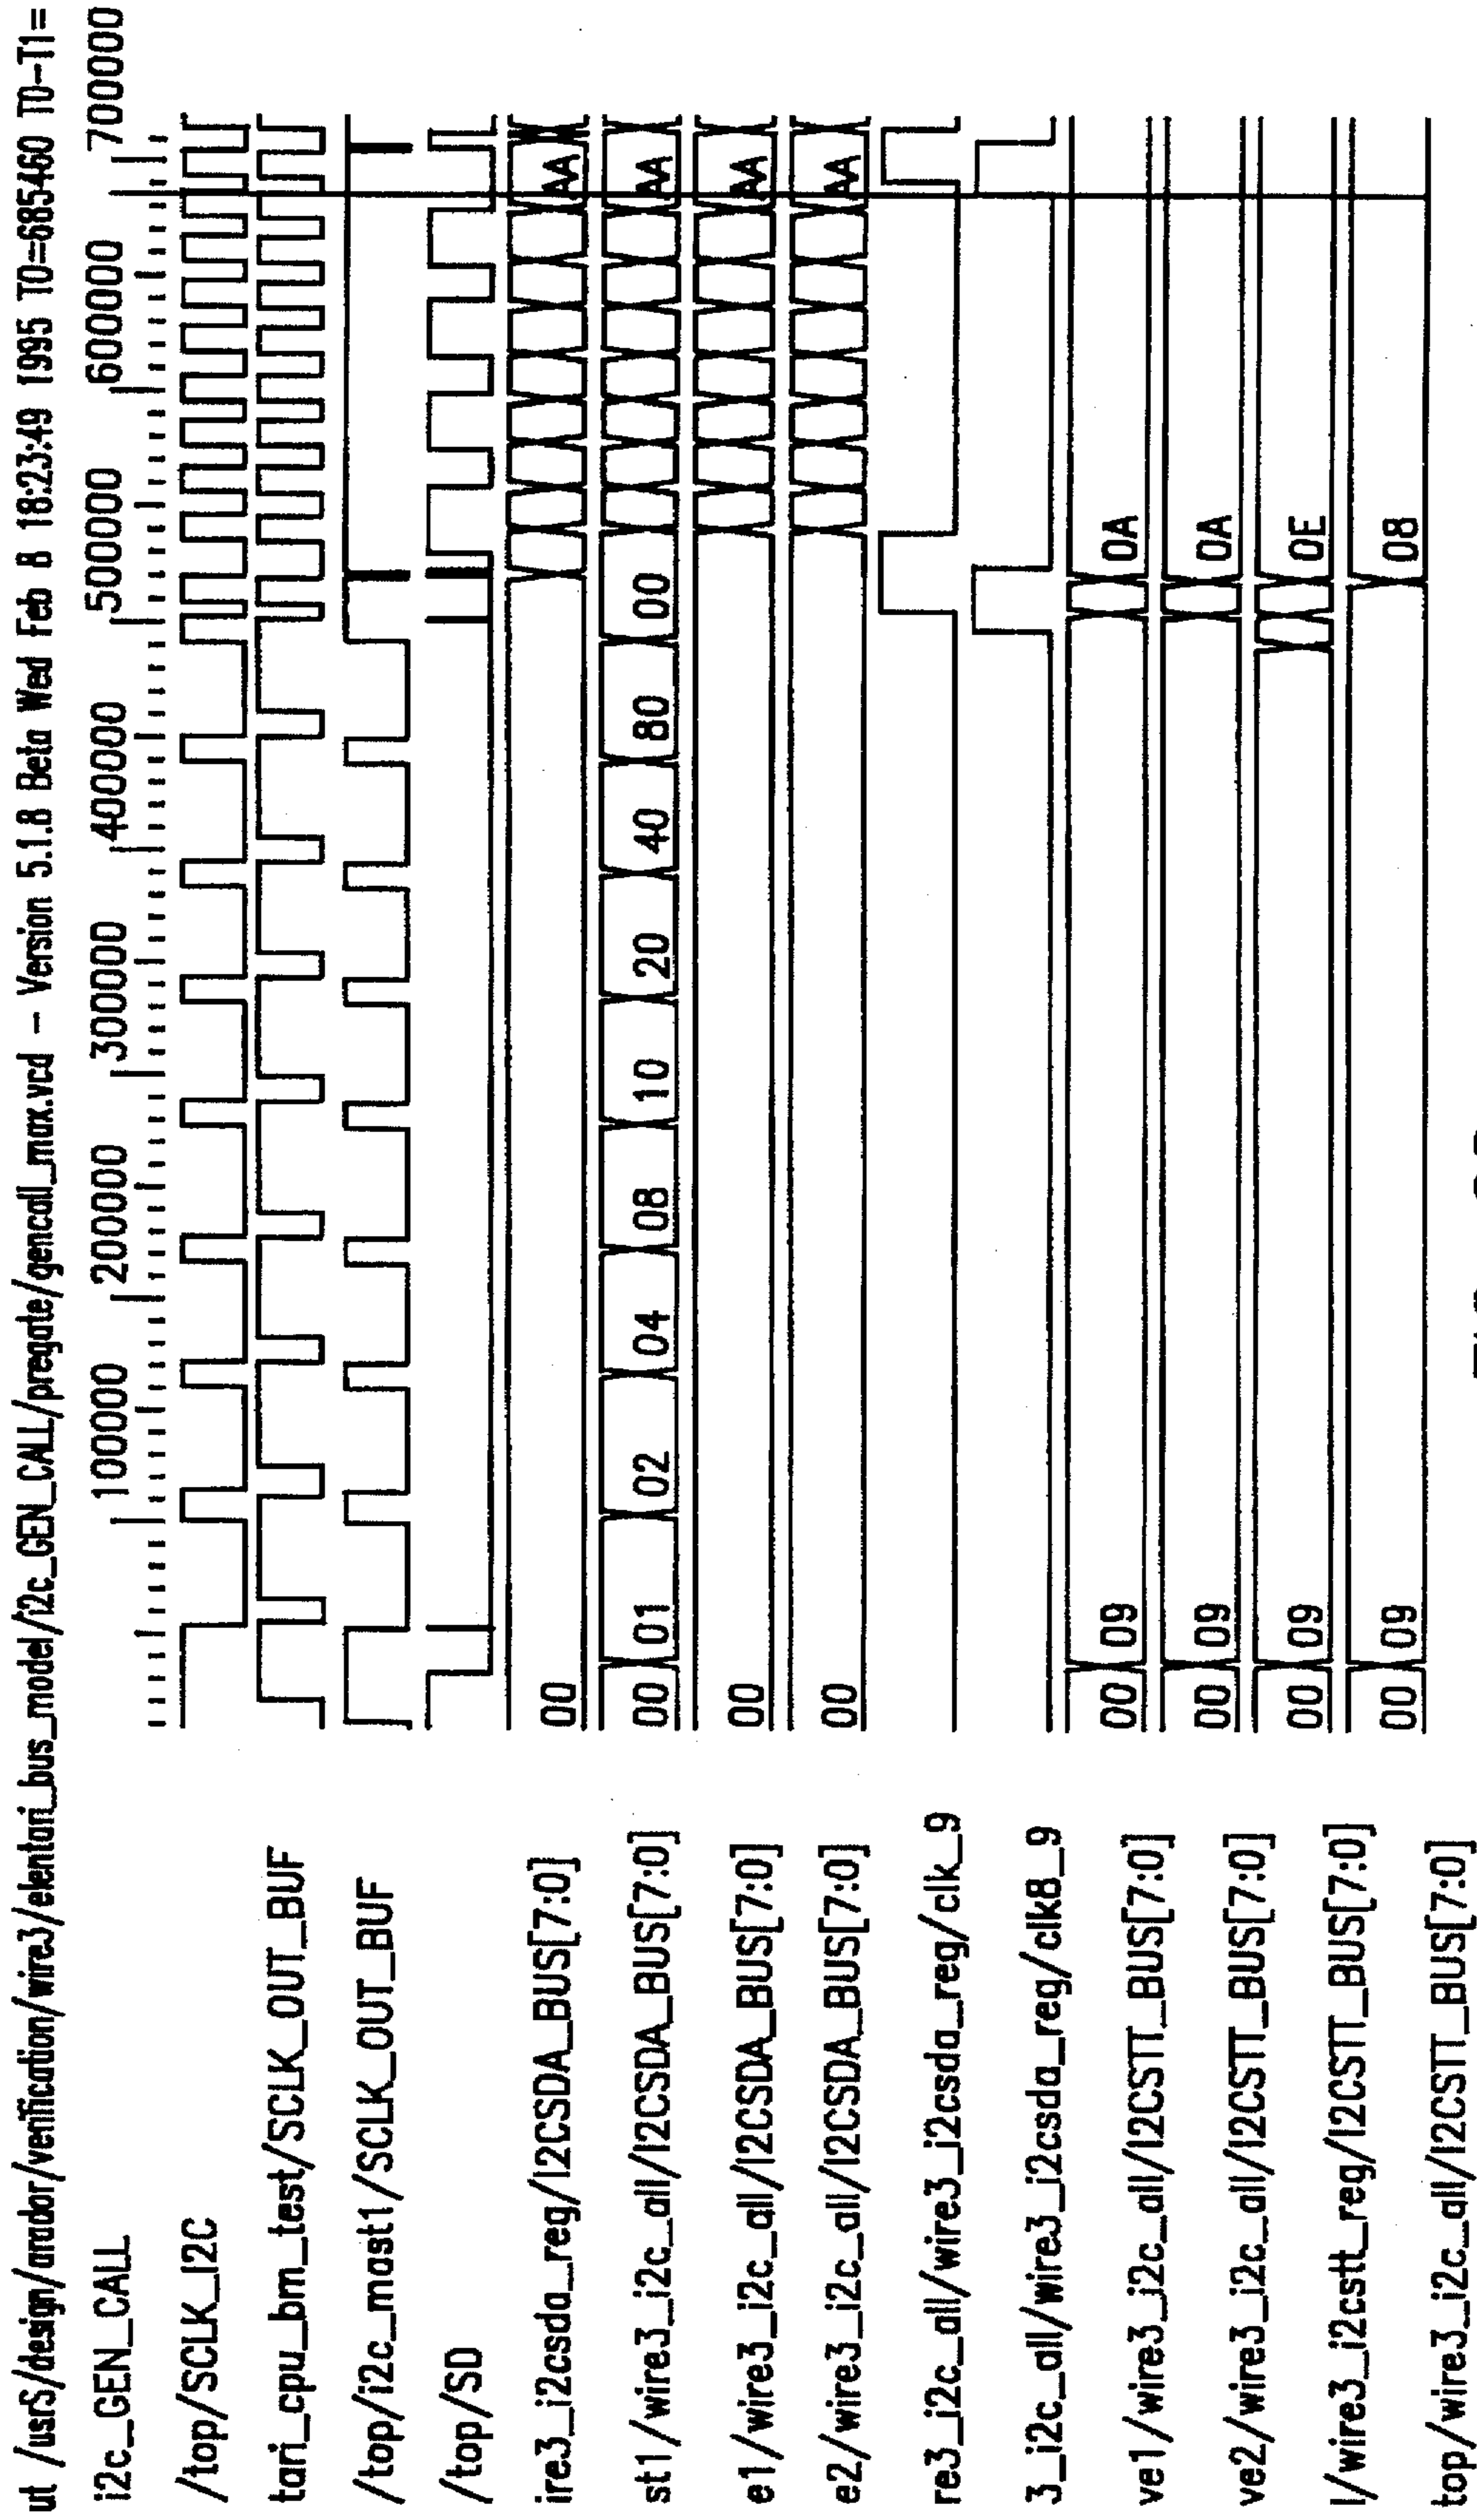 ut /usr5/design/arador/verification/wire3/elentari_bus_model/i2c_GEN_CALL/pregate/gencall_max.vcd – Version 5.1.8 Beta Wed Feb 8 18:23:49 1995 T0=685460 T0-T1=
i2c_GEN_CALL 100000 200000 300000 400000 500000 600000 700000
/top/SCLK_I2C
tari_cpu_bm_test/SCLK_OUT_BUF
/top/i2c_mast1/SCLK_OUT_BUF
/top/SD
ire3_i2csda_reg/I2CSDA_BUS[7:0] 00 AA
st1/wire3_i2c_all/I2CSDA_BUS[7:0] 00 01 02 04 08 10 20 40 80 00 AA
e1/wire3_i2c_all/I2CSDA_BUS[7:0] 00 AA
e2/wire3_i2c_all/I2CSDA_BUS[7:0] 00 AA
re3_i2c_all/wire3_i2csda_reg/clk_9
3_i2c_all/wire3_i2csda_reg/clk8_9
ve1/wire3_i2c_all/I2CSTT_BUS[7:0] 00 09 0A
ve2/wire3_i2c_all/I2CSTT_BUS[7:0] 00 09 0A
l/wire3_i2cstt_reg/I2CSTT_BUS[7:0] 00 09 0E
top/wire3_i2c_all/I2CSTT_BUS[7:0] 00 09 08